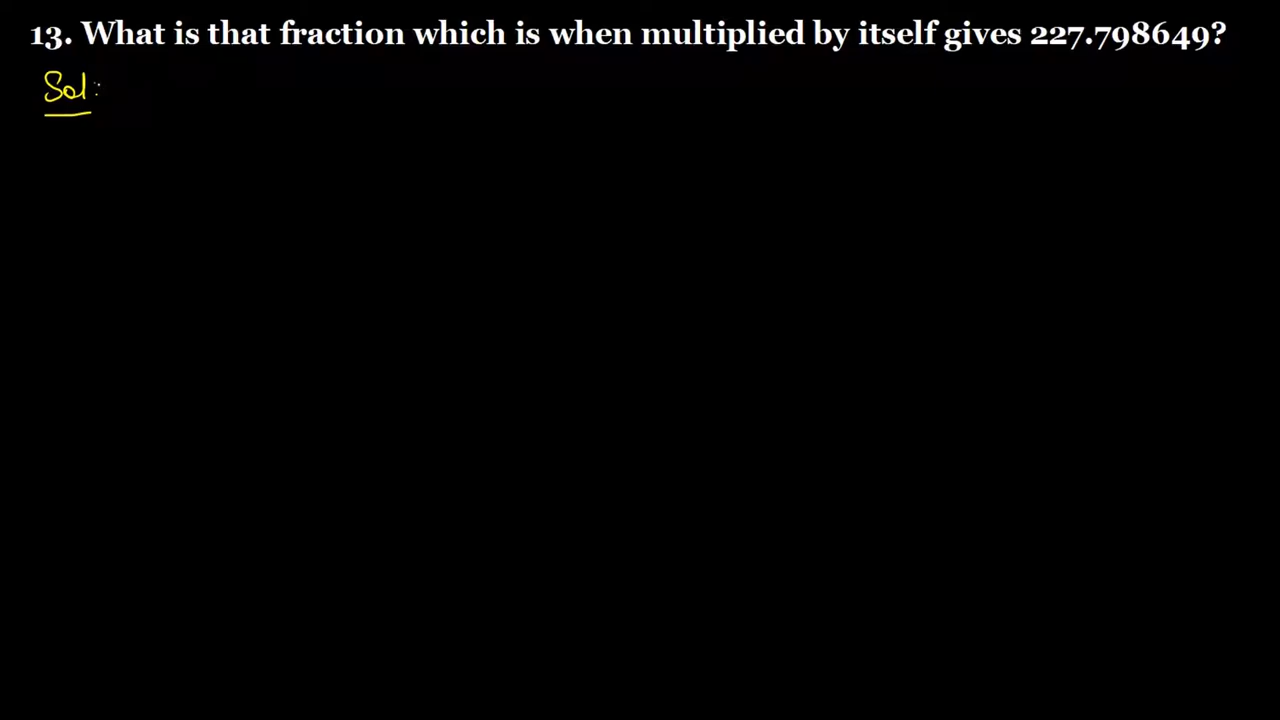 13. What is that fraction which is when multiplied by itself gives 227.798649?
Sol: